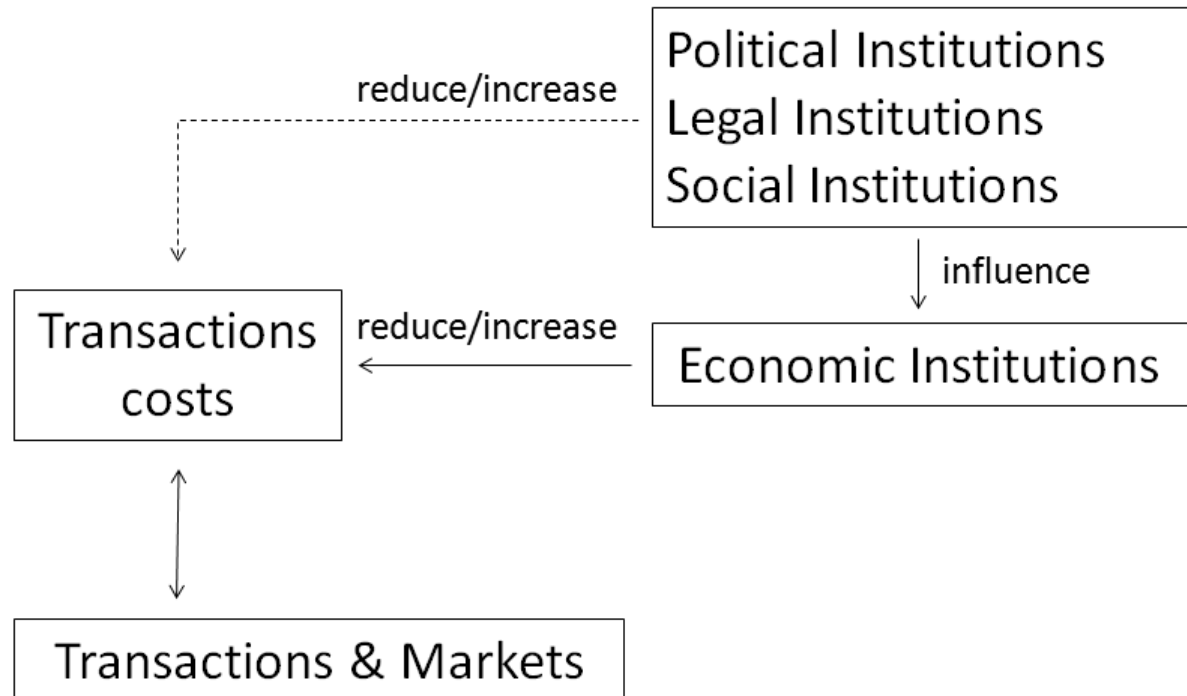 Political Institutions
Legal Institutions
Social Institutions
reduce/increase
influence
Transactions
costs
reduce/increase
Economic Institutions
Transactions & Markets